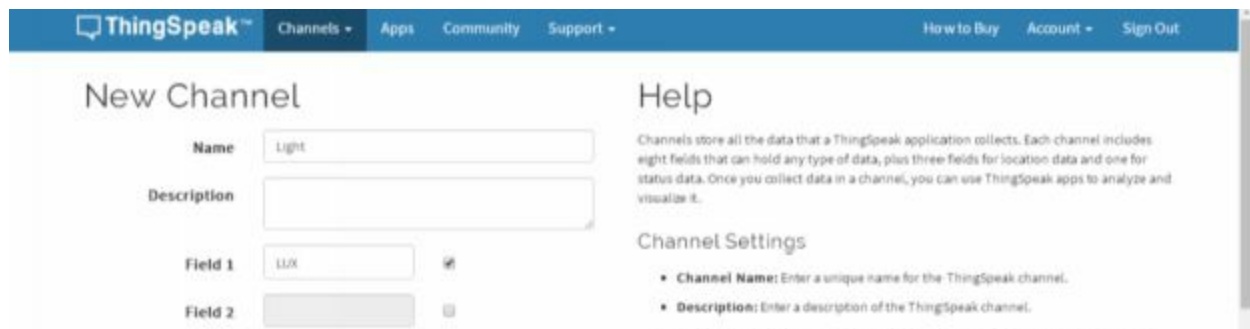 ThingSpeak™ Channels Apps Community Support How to Buy Account Sign Out
New Channel
Name Light
Description
Field 1 LUX
Field 2
Help
Channels store all the data that a ThingSpeak application collects. Each channel includes
eight fields that can hold any type of data, plus three fields for location data and one for
status data. Once you collect data in a channel, you can use ThingSpeak apps to analyze and
visualize it.
Channel Settings
• Channel Name: Enter a unique name for the ThingSpeak channel.
• Description: Enter a description of the ThingSpeak channel.